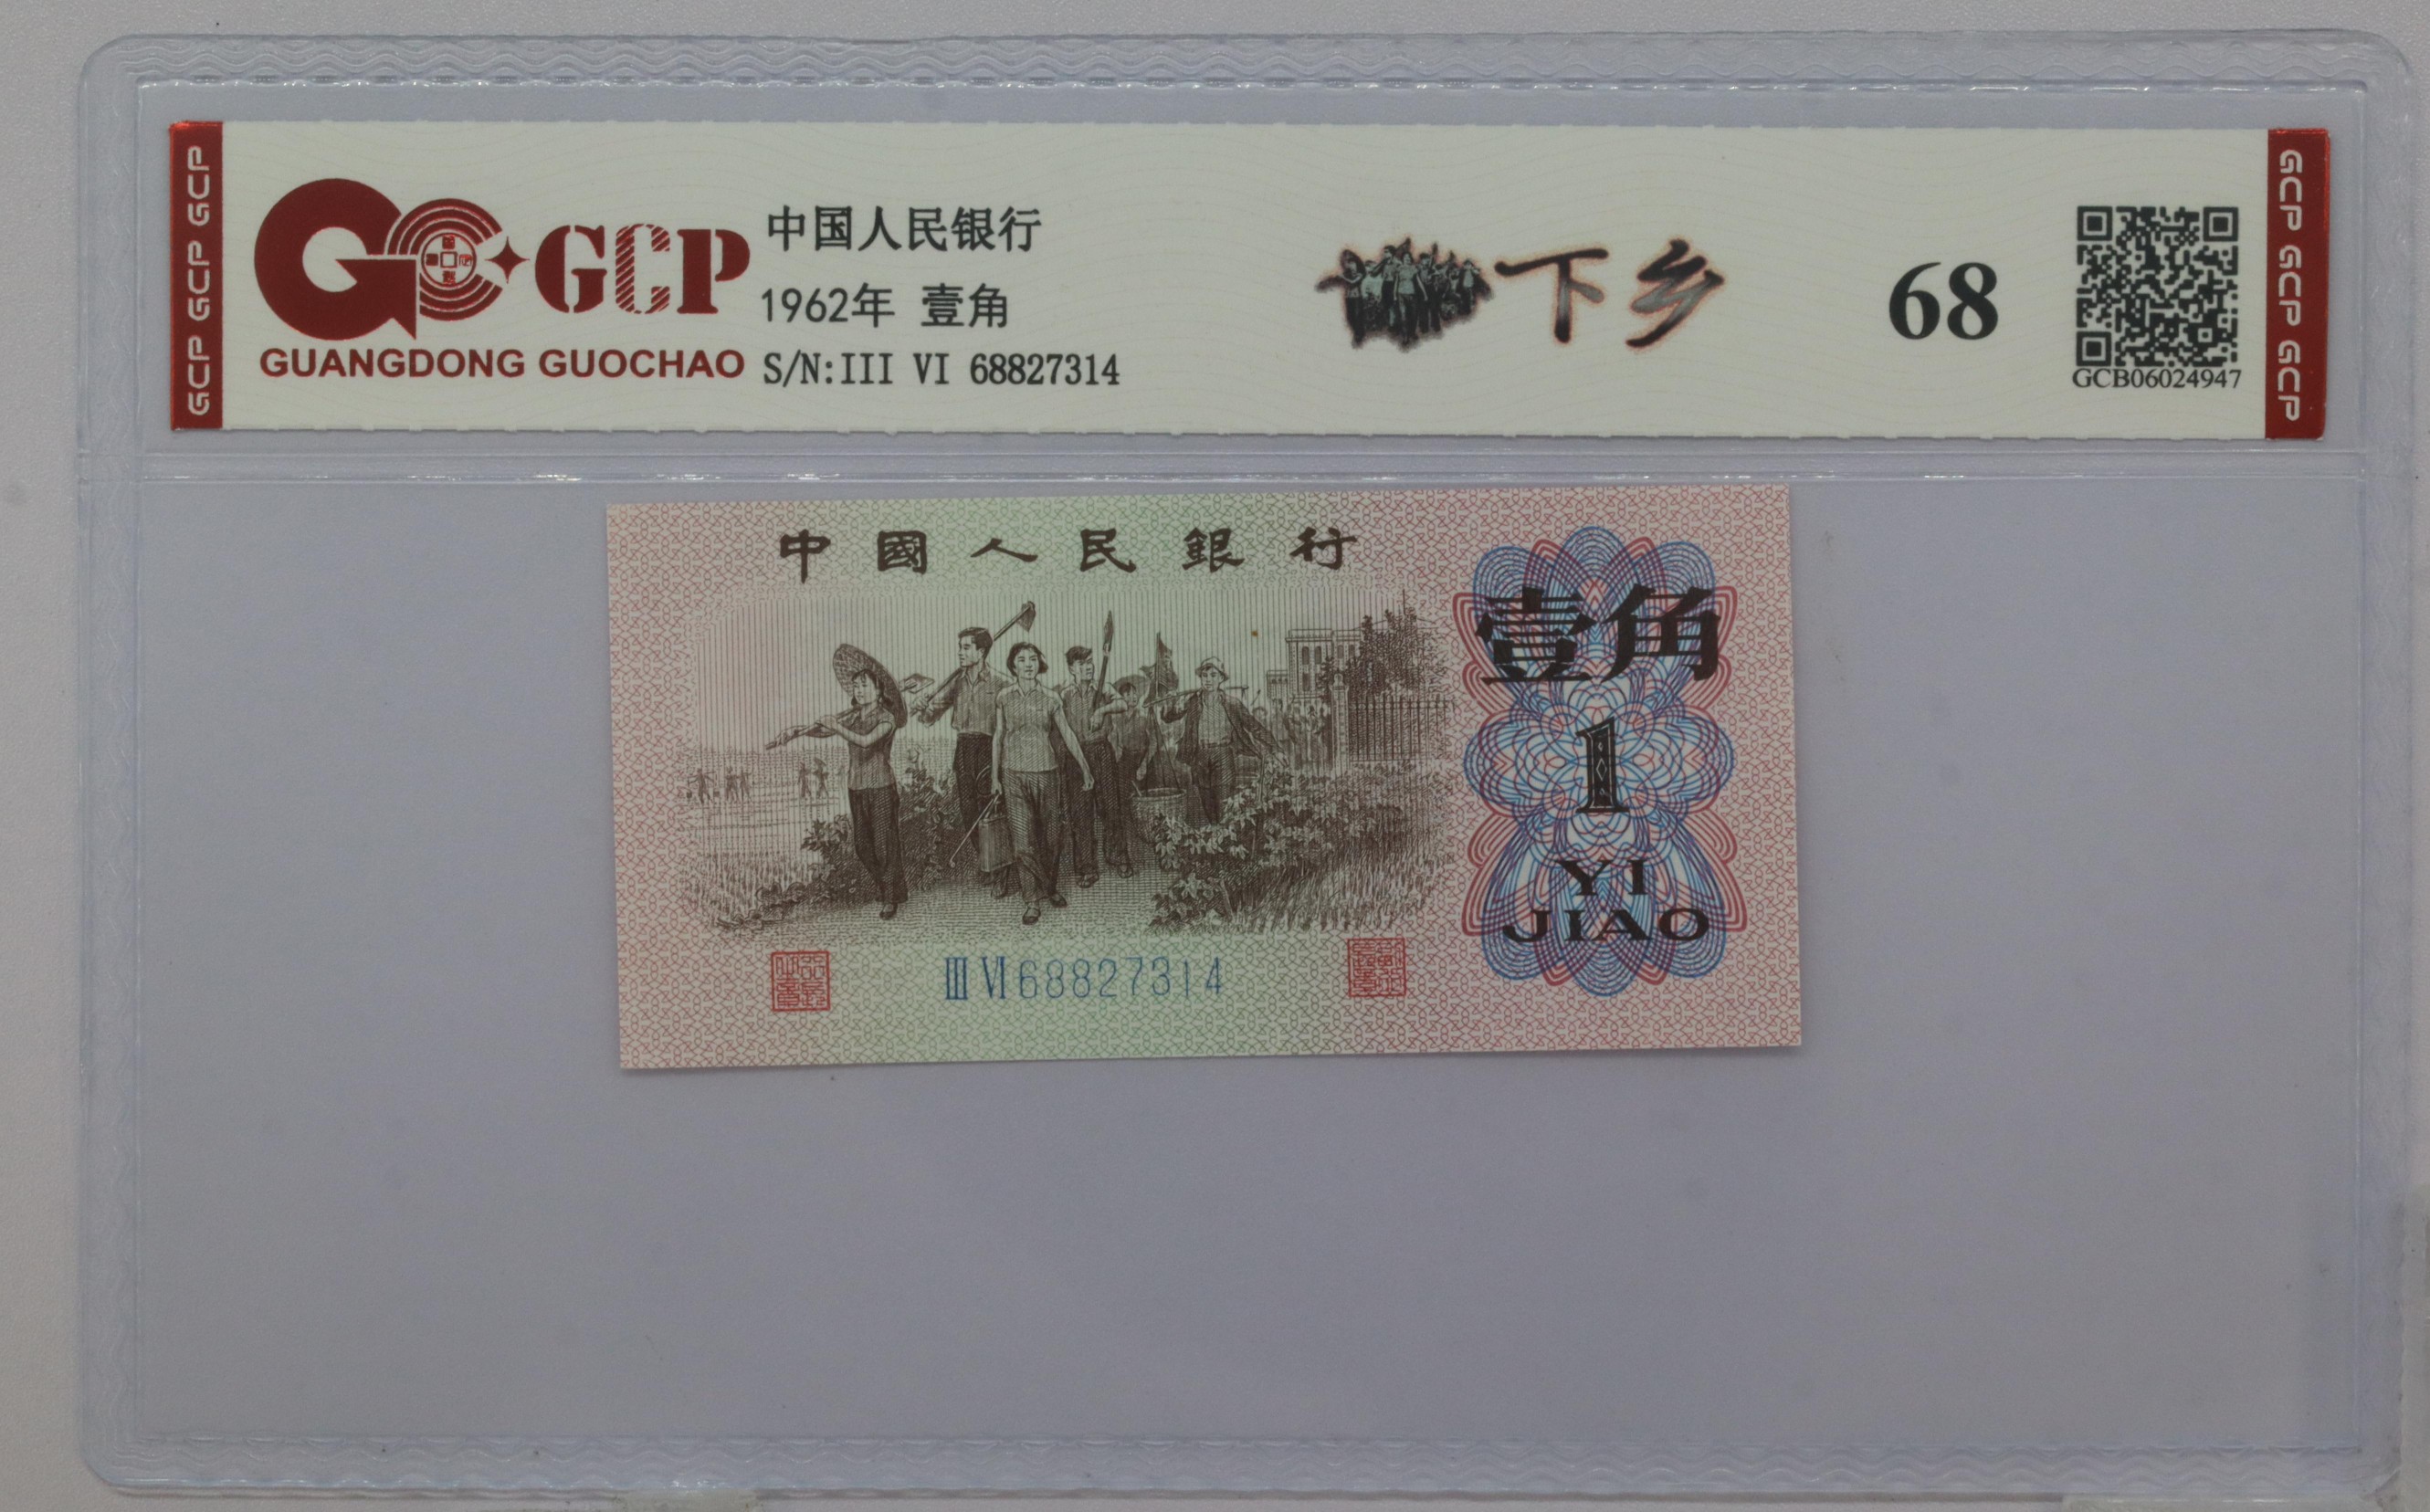 GCP GCP GCP
GCP
GUANGDONG GUOCHAO
中国人民银行
1962年 壹角
S/N:III VI 68827314
下乡
68
GCB06024947
GCP GCP GCP
中國人民銀行
壹角
1
YI
JIAO
III VI 68827314